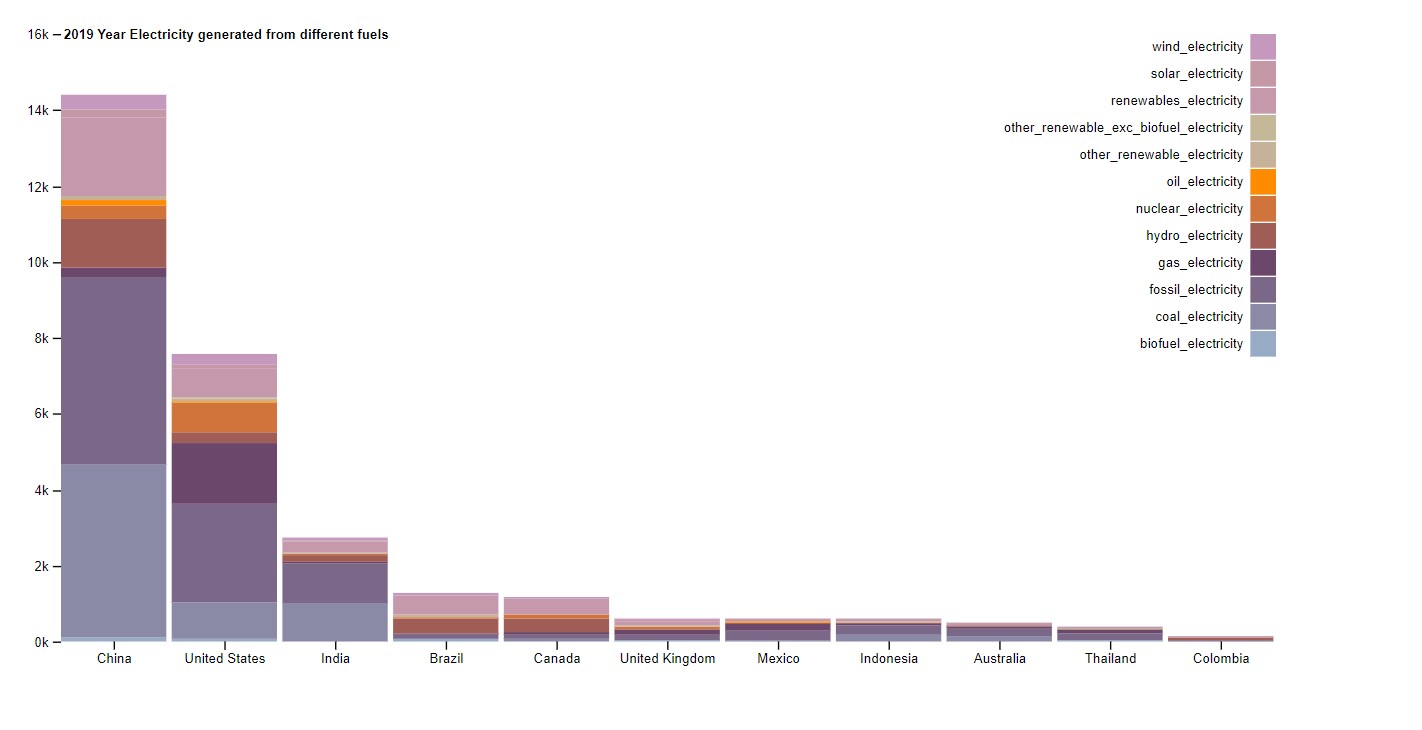 16k
2019 Year Electricity generated from different fuels
14k
12k
10k
8k
6k
4k
2k
0k
China
United States
India
Brazil
Canada
United Kingdom
Mexico
Indonesia
Australia
Thailand
Colombia
wind_electricity
solar_electricity
renewables_electricity
other_renewable_exc_biofuel_electricity
other_renewable_electricity
oil_electricity
nuclear_electricity
hydro_electricity
gas_electricity
fossil_electricity
coal_electricity
biofuel_electricity